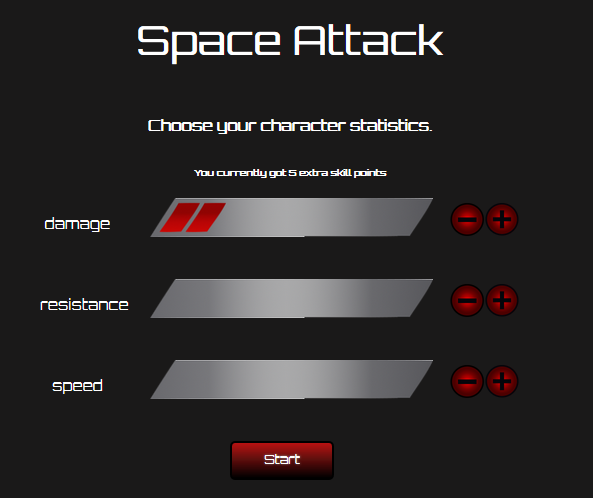 Space Attack
Choose your character statistics.
You currently got 5 extra skill points
damage
resistance
speed
Start